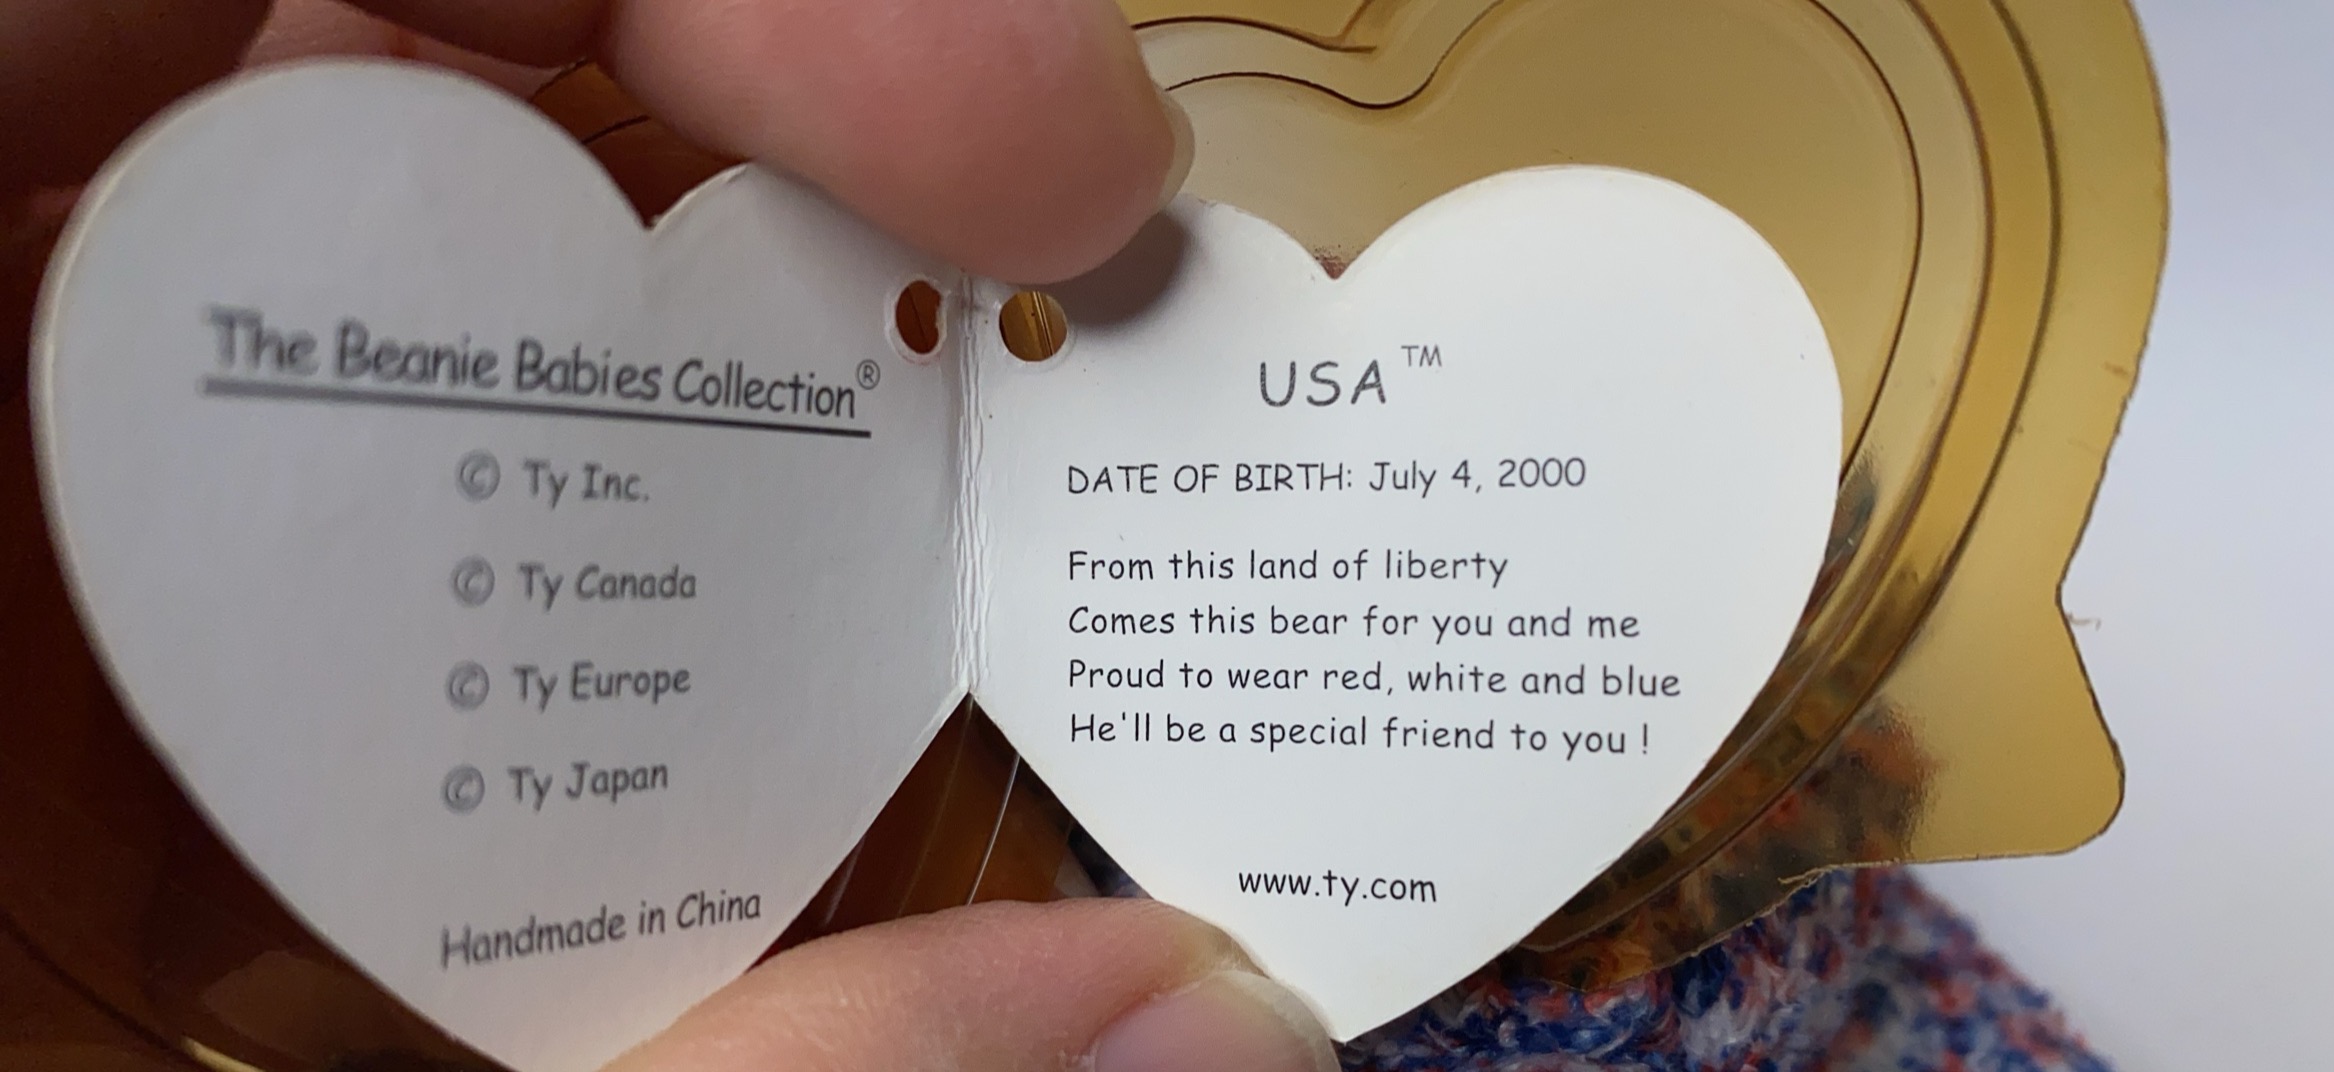 The Beanie Babies Collection®
© Ty Inc.
© Ty Canada
© Ty Europe
© Ty Japan
Handmade in China
USA™
DATE OF BIRTH: July 4, 2000
From this land of liberty
Comes this bear for you and me
Proud to wear red, white and blue
He'll be a special friend to you !
www.ty.com